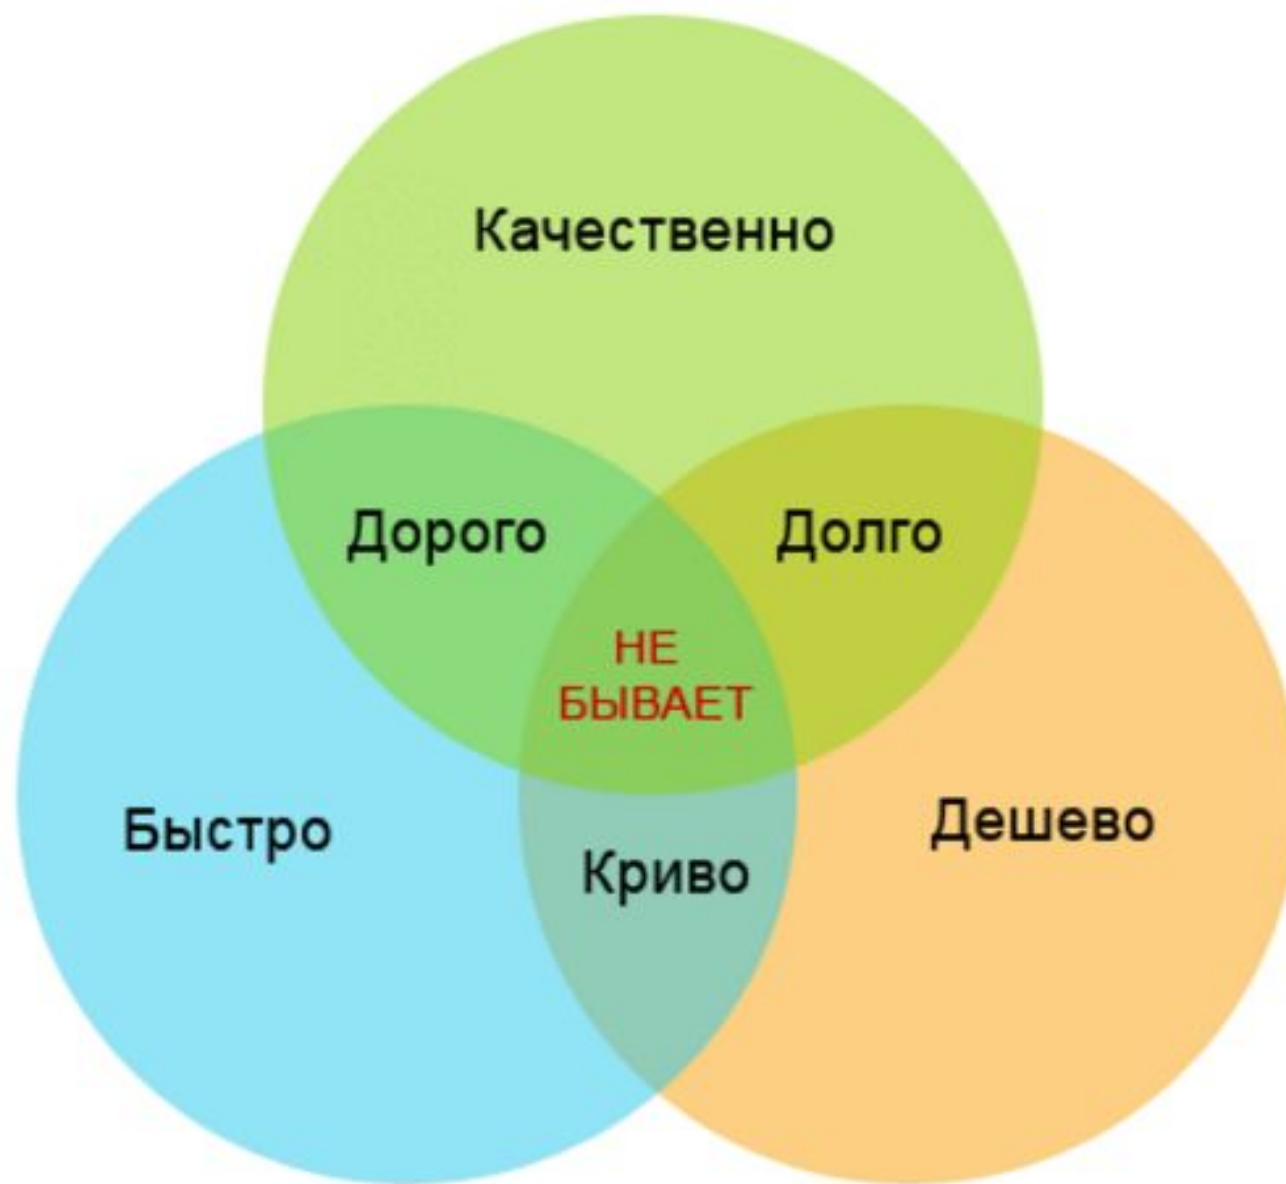 Качественно
Дорого
Долго
НЕ
БЫВАЕТ
Быстро
Дешево
Криво